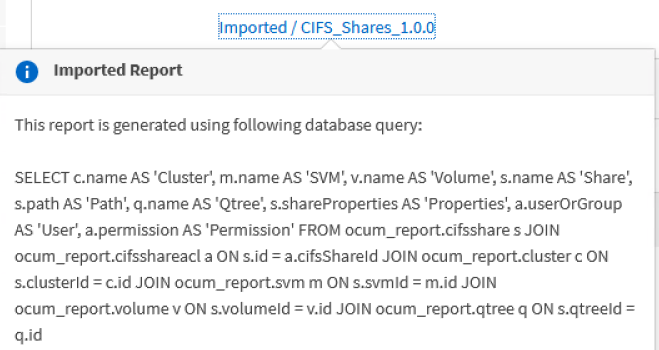 Imported / CIFS_Shares_1.0.0
Imported Report
This report is generated using following database query:
SELECT c.name AS 'Cluster', m.name AS 'SVM', v.name AS 'Volume', s.name AS 'Share',
s.path AS 'Path', q.name AS 'Qtree', s.shareProperties AS 'Properties', a.userOrGroup
AS 'User', a.permission AS 'Permission' FROM ocum_report.cifsshare s JOIN
ocum_report.cifsshareacl a ON s.id = a.cifsShareId JOIN ocum_report.cluster c ON
s.clusterId = c.id JOIN ocum_report.svm m ON s.svmId = m.id JOIN
ocum_report.volume v ON s.volumeId = v.id JOIN ocum_report.qtree q ON s.qtreeId =
q.id